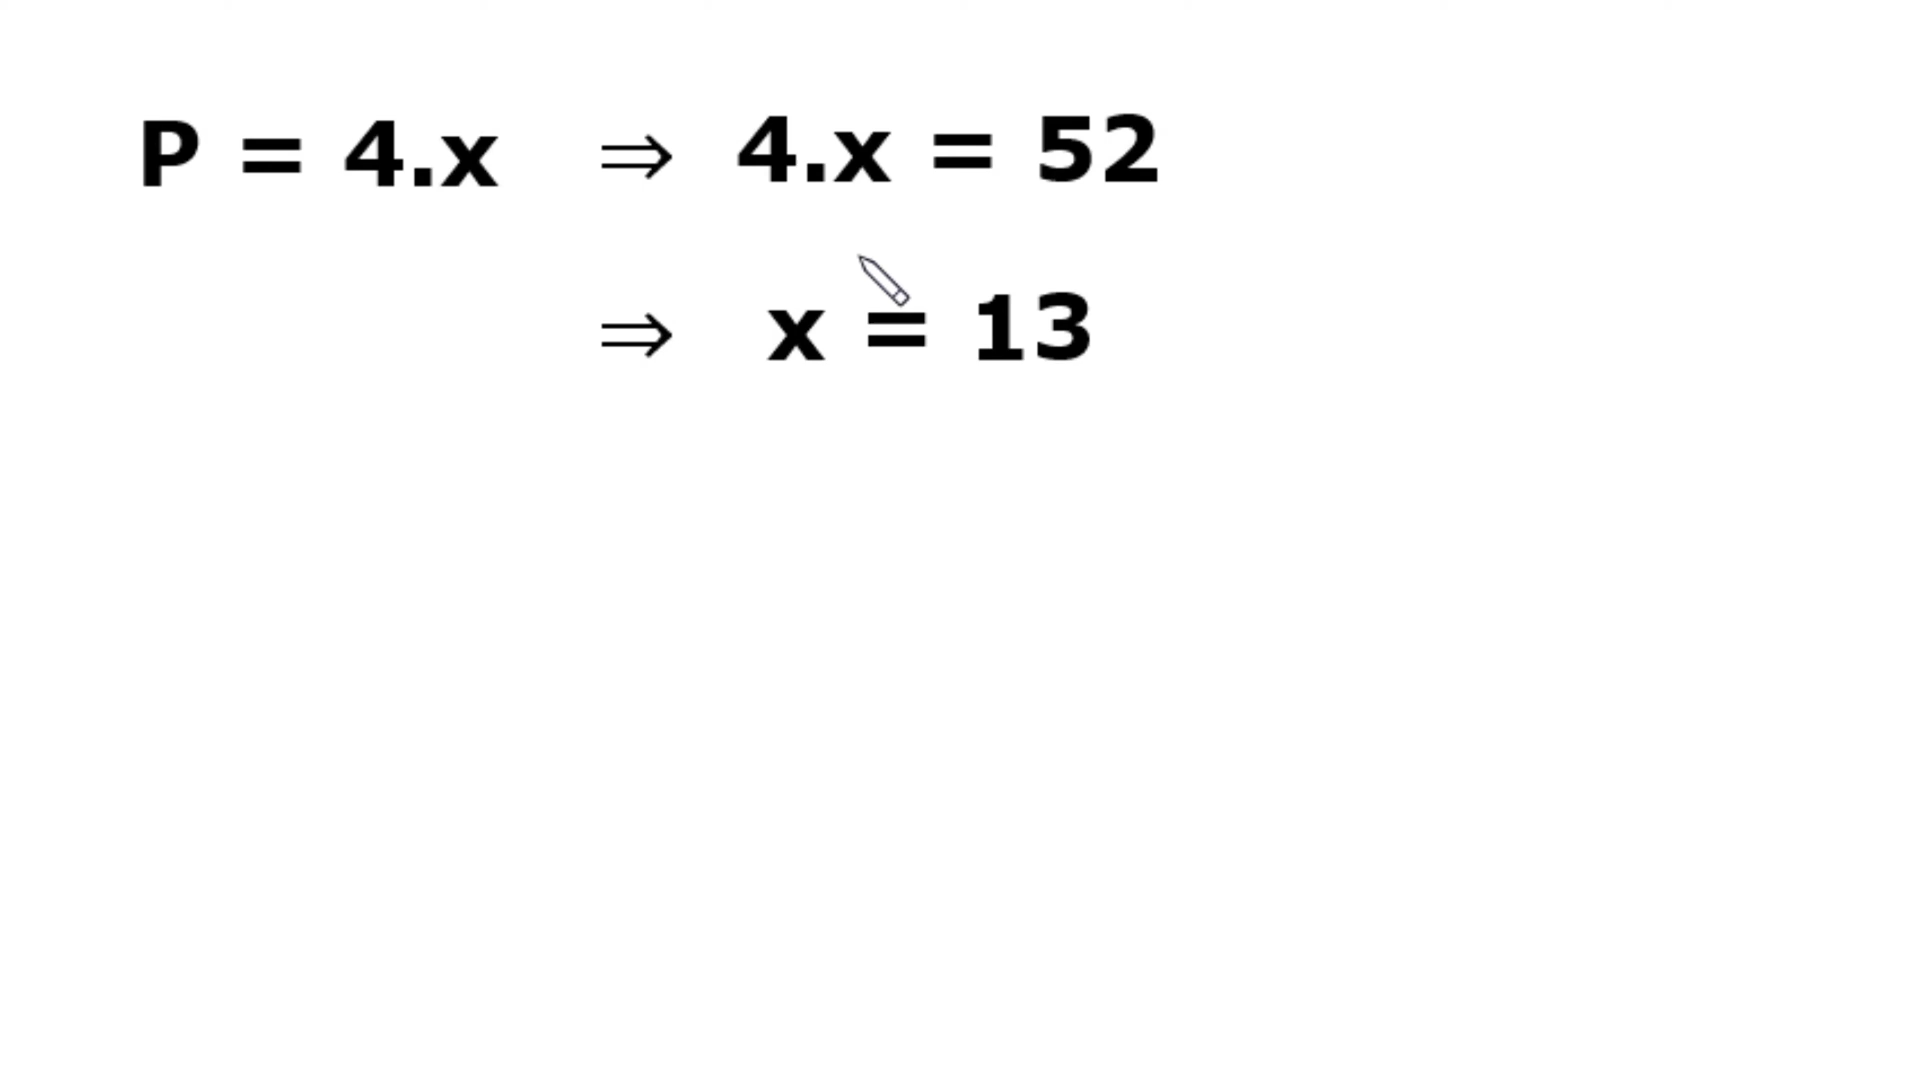 P = 4.x ⇒ 4.x = 52
⇒ x = 13